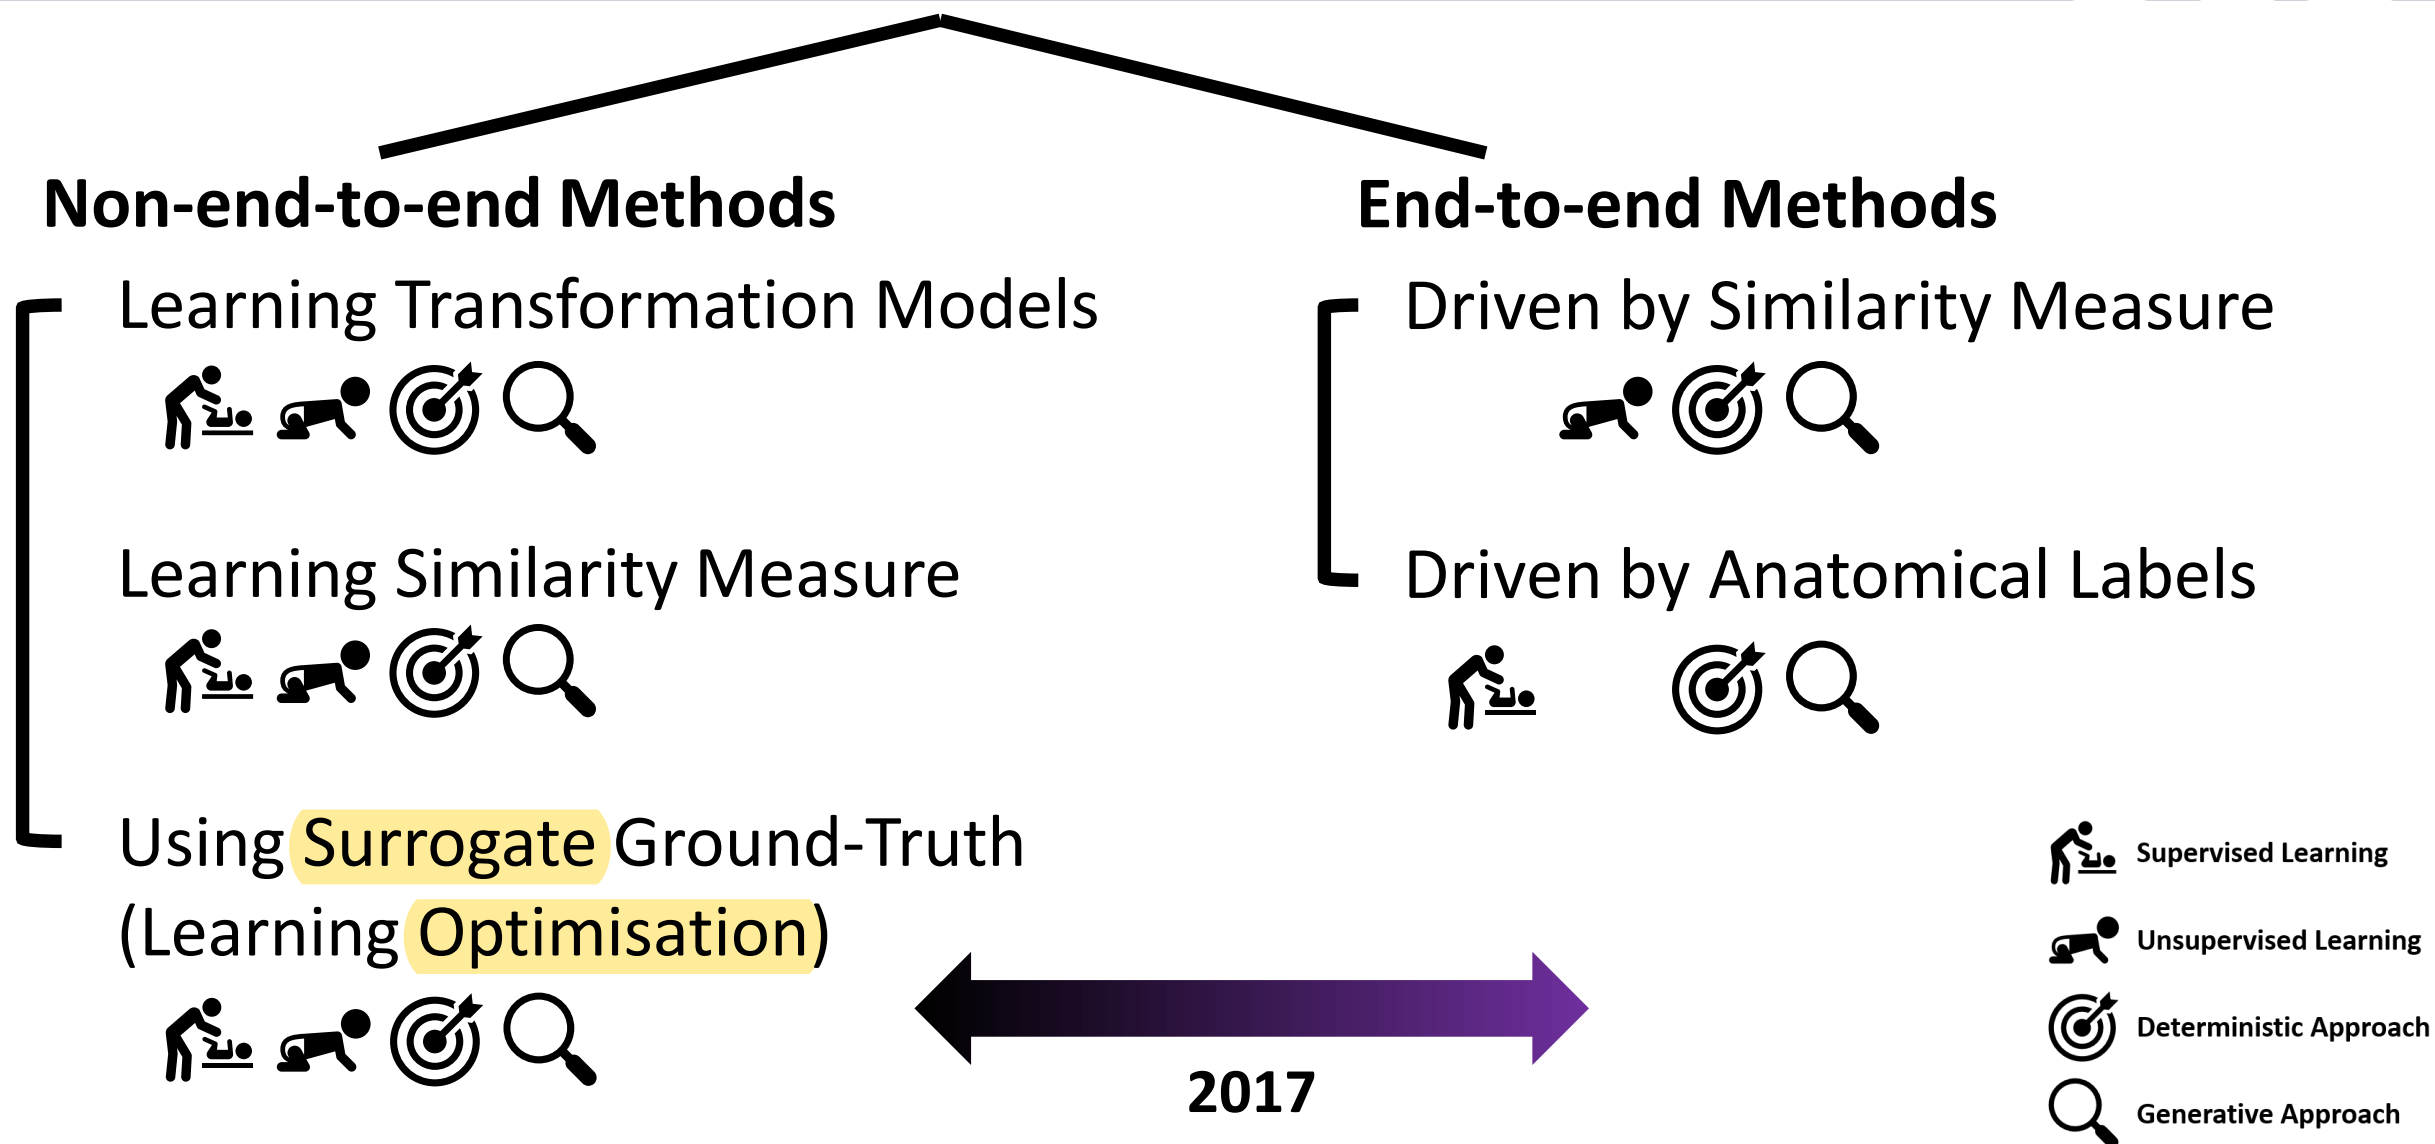 Non-end-to-end Methods
Learning Transformation Models
Learning Similarity Measure
Using Surrogate Ground-Truth
(Learning Optimisation)
End-to-end Methods
Driven by Similarity Measure
Driven by Anatomical Labels
2017
Supervised Learning
Unsupervised Learning
Deterministic Approach
Generative Approach